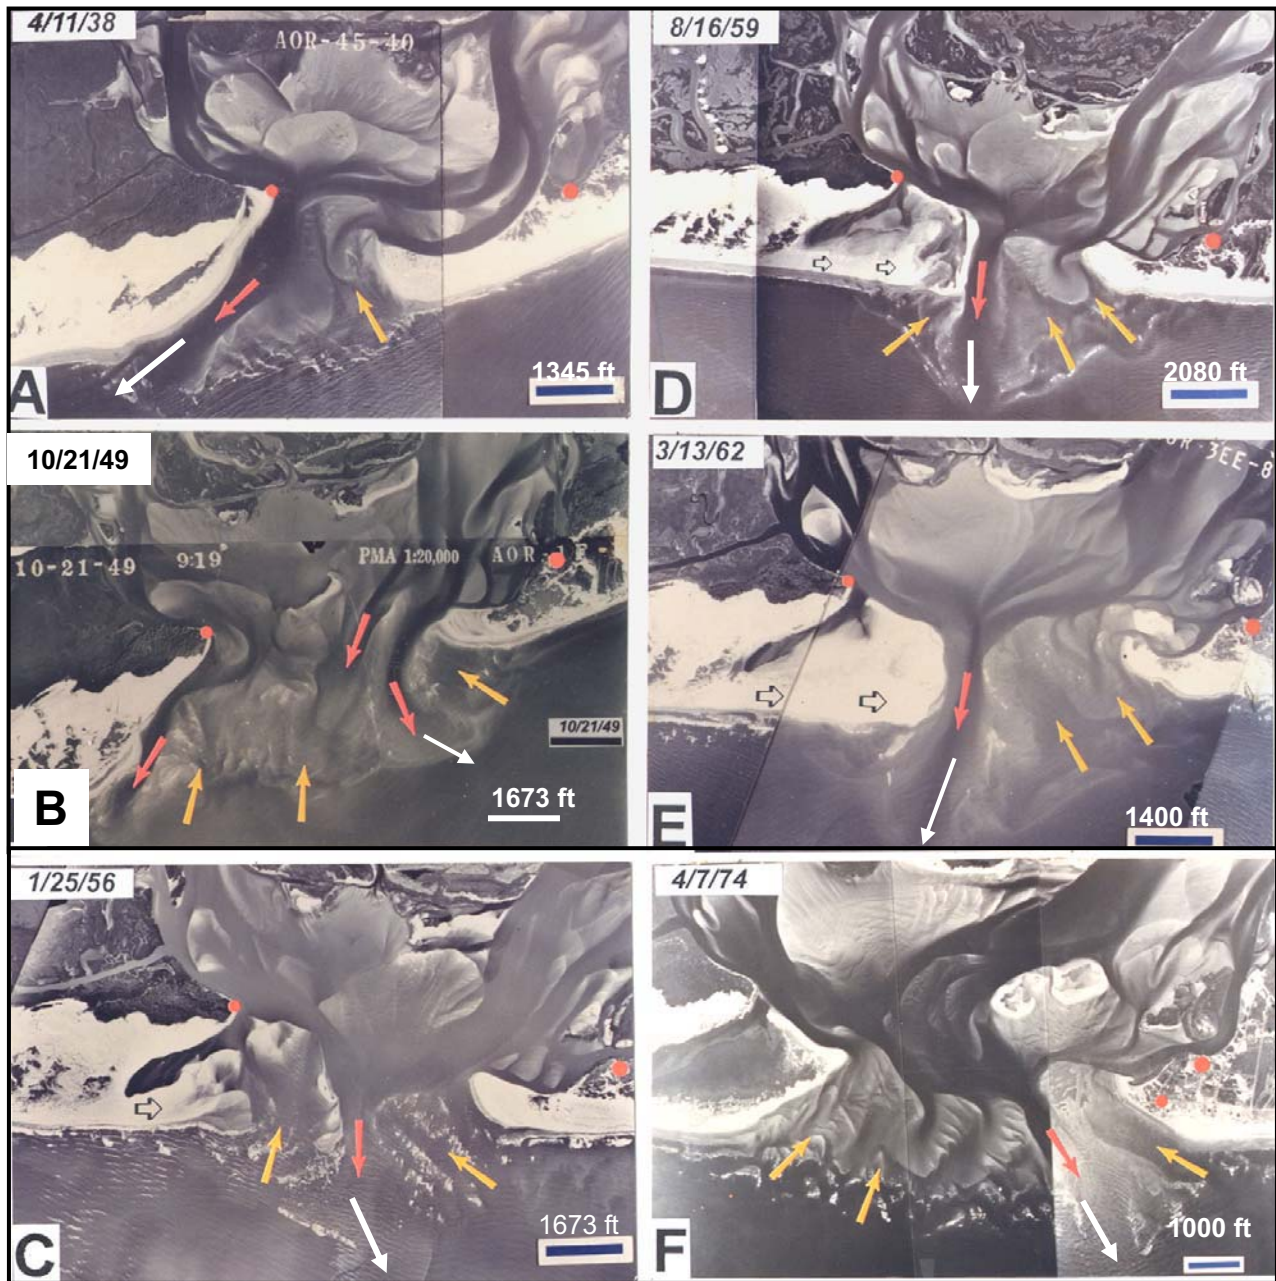 4/11/38
AOR-45-40
1345 ft
A
8/16/59
2080 ft
D
10/21/49
10-21-49
9:19
PMA 1:20,000
10/21/49
1673 ft
B
3/13/62
1400 ft
E
1/25/56
1673 ft
C
4/7/74
1000 ft
F